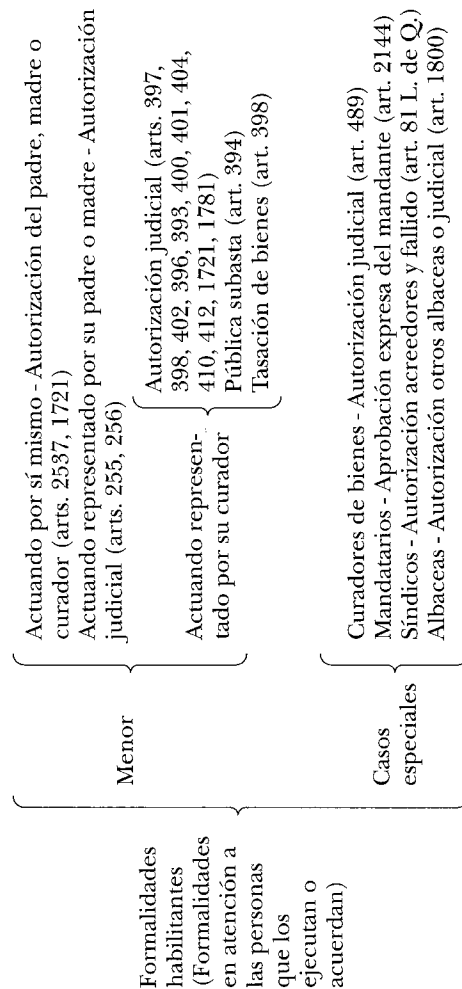 Formalidades
habilitantes
(Formalidades
en atención a
las personas
que los
ejecutan o
acuerdan)
Menor
Actuando por sí mismo - Autorización del padre, madre o
curador (arts. 2537, 1721)
Actuando representado por su padre o madre - Autorización
judicial (arts. 255, 256)
Actuando represen-
tado por su curador
Autorización judicial (arts. 397,
398, 402, 396, 393, 400, 401, 404,
410, 412, 1721, 1781)
Pública subasta (art. 394)
Tasación de bienes (art. 398)
Casos
especiales
Curadores de bienes - Autorización judicial (art. 489)
Mandatarios - Aprobación expresa del mandante (art. 2144)
Síndicos - Autorización acreedores y fallido (art. 81 L. de Q.)
Albaceas - Autorización otros albaceas o judicial (art. 1800)